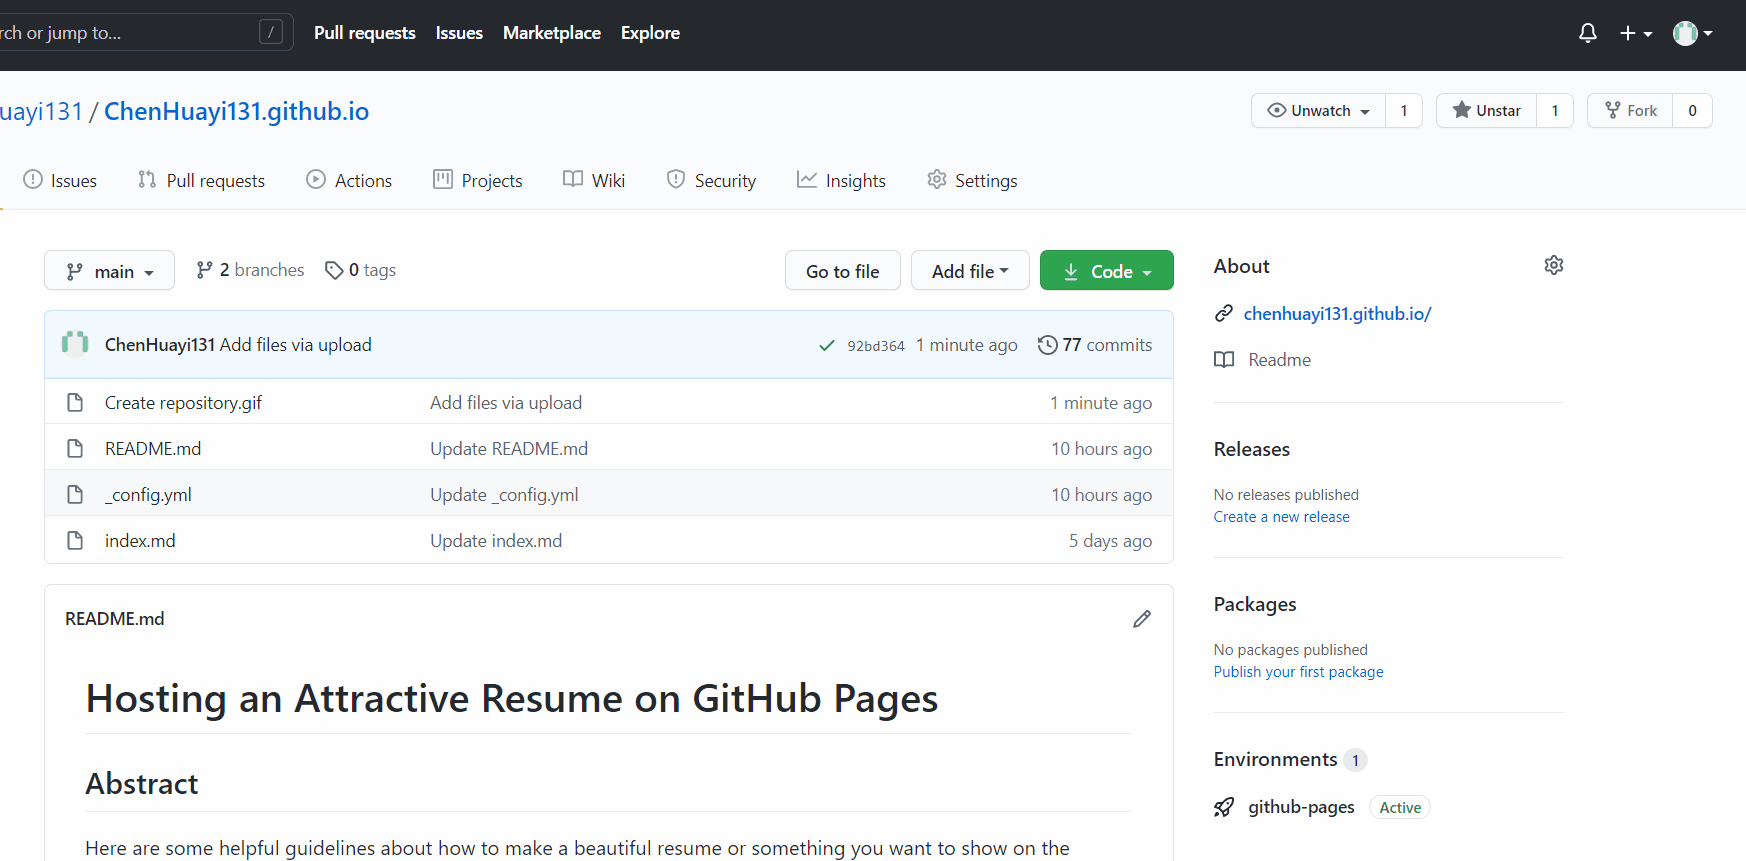 rch or jump to... / Pull requests Issues Marketplace Explore
uayi131 / ChenHuayi131.github.io Unwatch 1 Unstar 1 Fork 0
Issues Pull requests Actions Projects Wiki Security Insights Settings
main 2 branches 0 tags Go to file Add file Code
ChenHuayi131 Add files via upload 92bd364 1 minute ago 77 commits
Create repository.gif Add files via upload 1 minute ago
README.md Update README.md 10 hours ago
_config.yml Update _config.yml 10 hours ago
index.md Update index.md 5 days ago
README.md
Hosting an Attractive Resume on GitHub Pages
Abstract
Here are some helpful guidelines about how to make a beautiful resume or something you want to show on the
About
chenhuayi131.github.io/
Readme
Releases
No releases published
Create a new release
Packages
No packages published
Publish your first package
Environments 1
github-pages Active